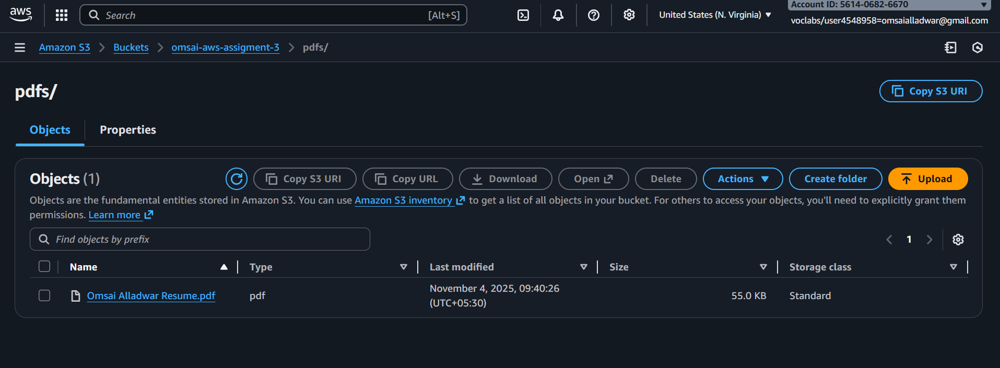 aws
Search
[Alt+S]
United States (N. Virginia)
Account ID: 5614-0682-6670
voclabs/user4548958=omsaialladwar@gmail.com
Amazon S3
Buckets
omsai-aws-assigment-3
pdfs/
pdfs/
Copy S3 URI
Objects
Properties
Objects (1)
Copy S3 URI
Copy URL
Download
Open
Delete
Actions
Create folder
Upload
Objects are the fundamental entities stored in Amazon S3. You can use Amazon S3 inventory to get a list of all objects in your bucket. For others to access your objects, you'll need to explicitly grant them
permissions. Learn more
Find objects by prefix
1
Name
Type
Last modified
Size
Storage class
Omsai Alladwar Resume.pdf
pdf
November 4, 2025, 09:40:26
(UTC+05:30)
55.0 KB
Standard